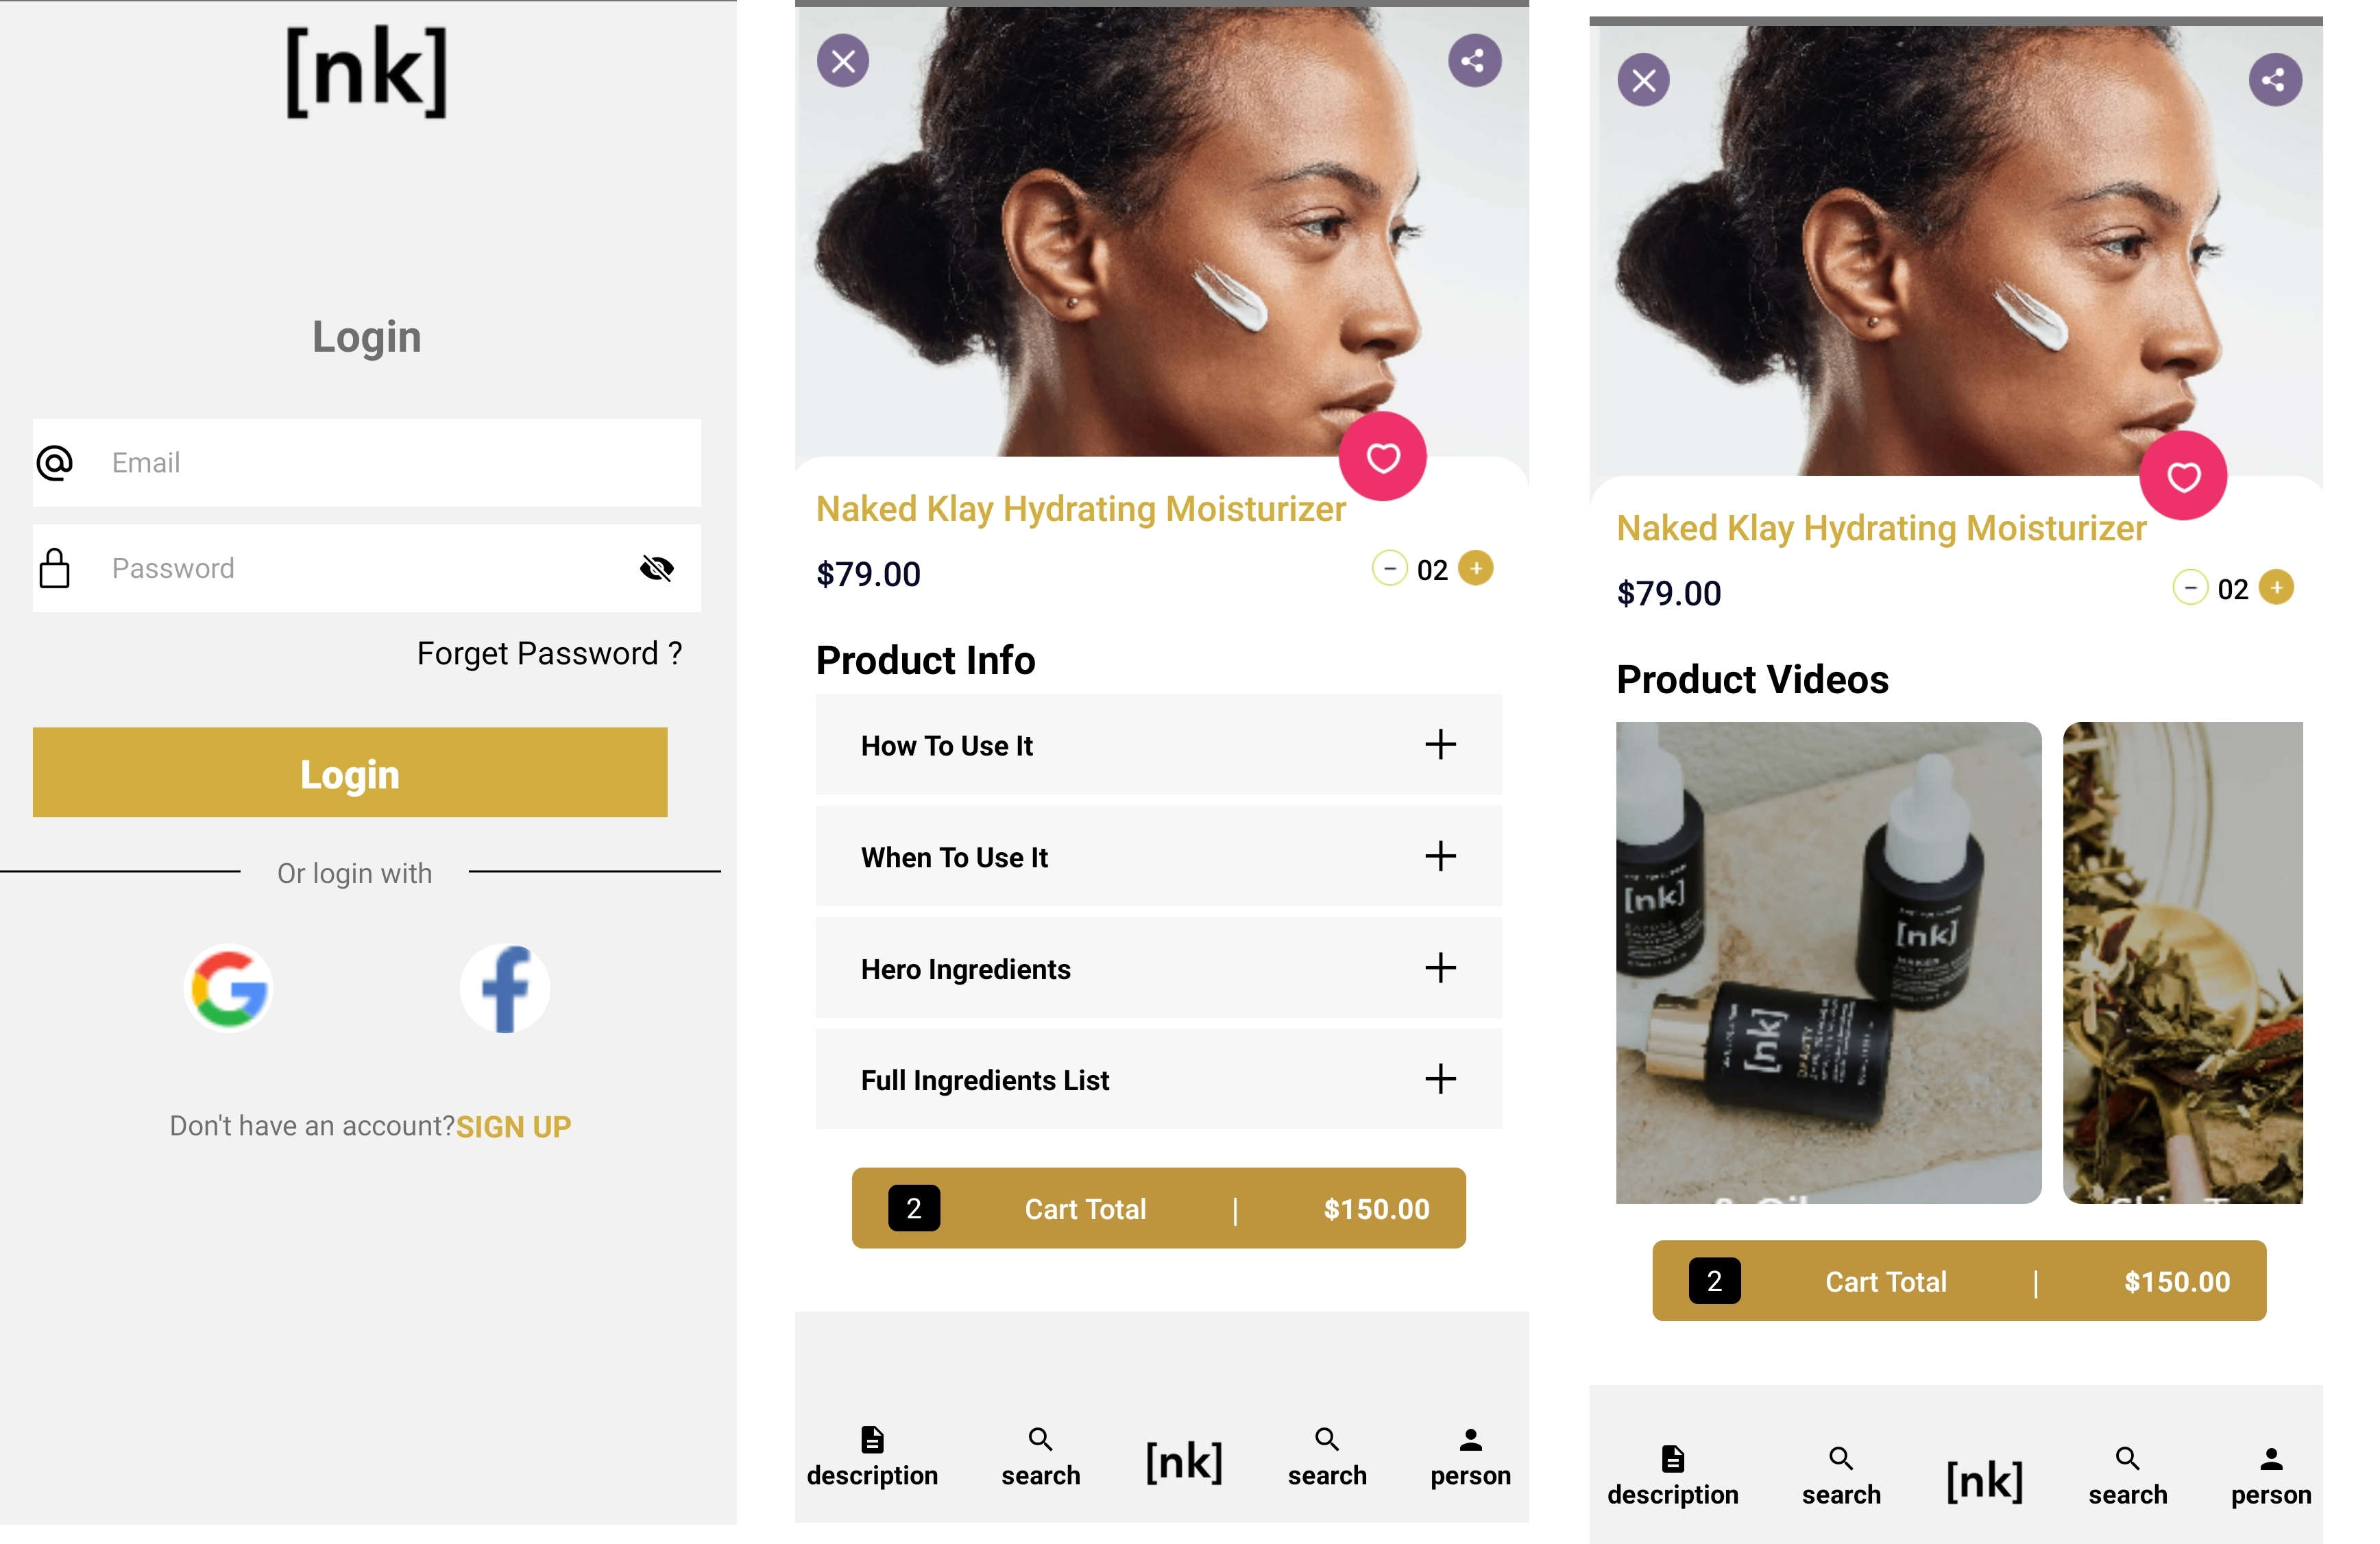 [nk]
Login
Email
Password
Forget Password ?
Login
Or login with
Don't have an account?SIGN UP
Naked Klay Hydrating Moisturizer
$79.00
02
Product Info
How To Use It
When To Use It
Hero Ingredients
Full Ingredients List
2 Cart Total | $150.00
description search [nk] search person
Naked Klay Hydrating Moisturizer
$79.00
02
Product Videos
[nk]
[nk]
[nk]
2 Cart Total | $150.00
description search [nk] search person